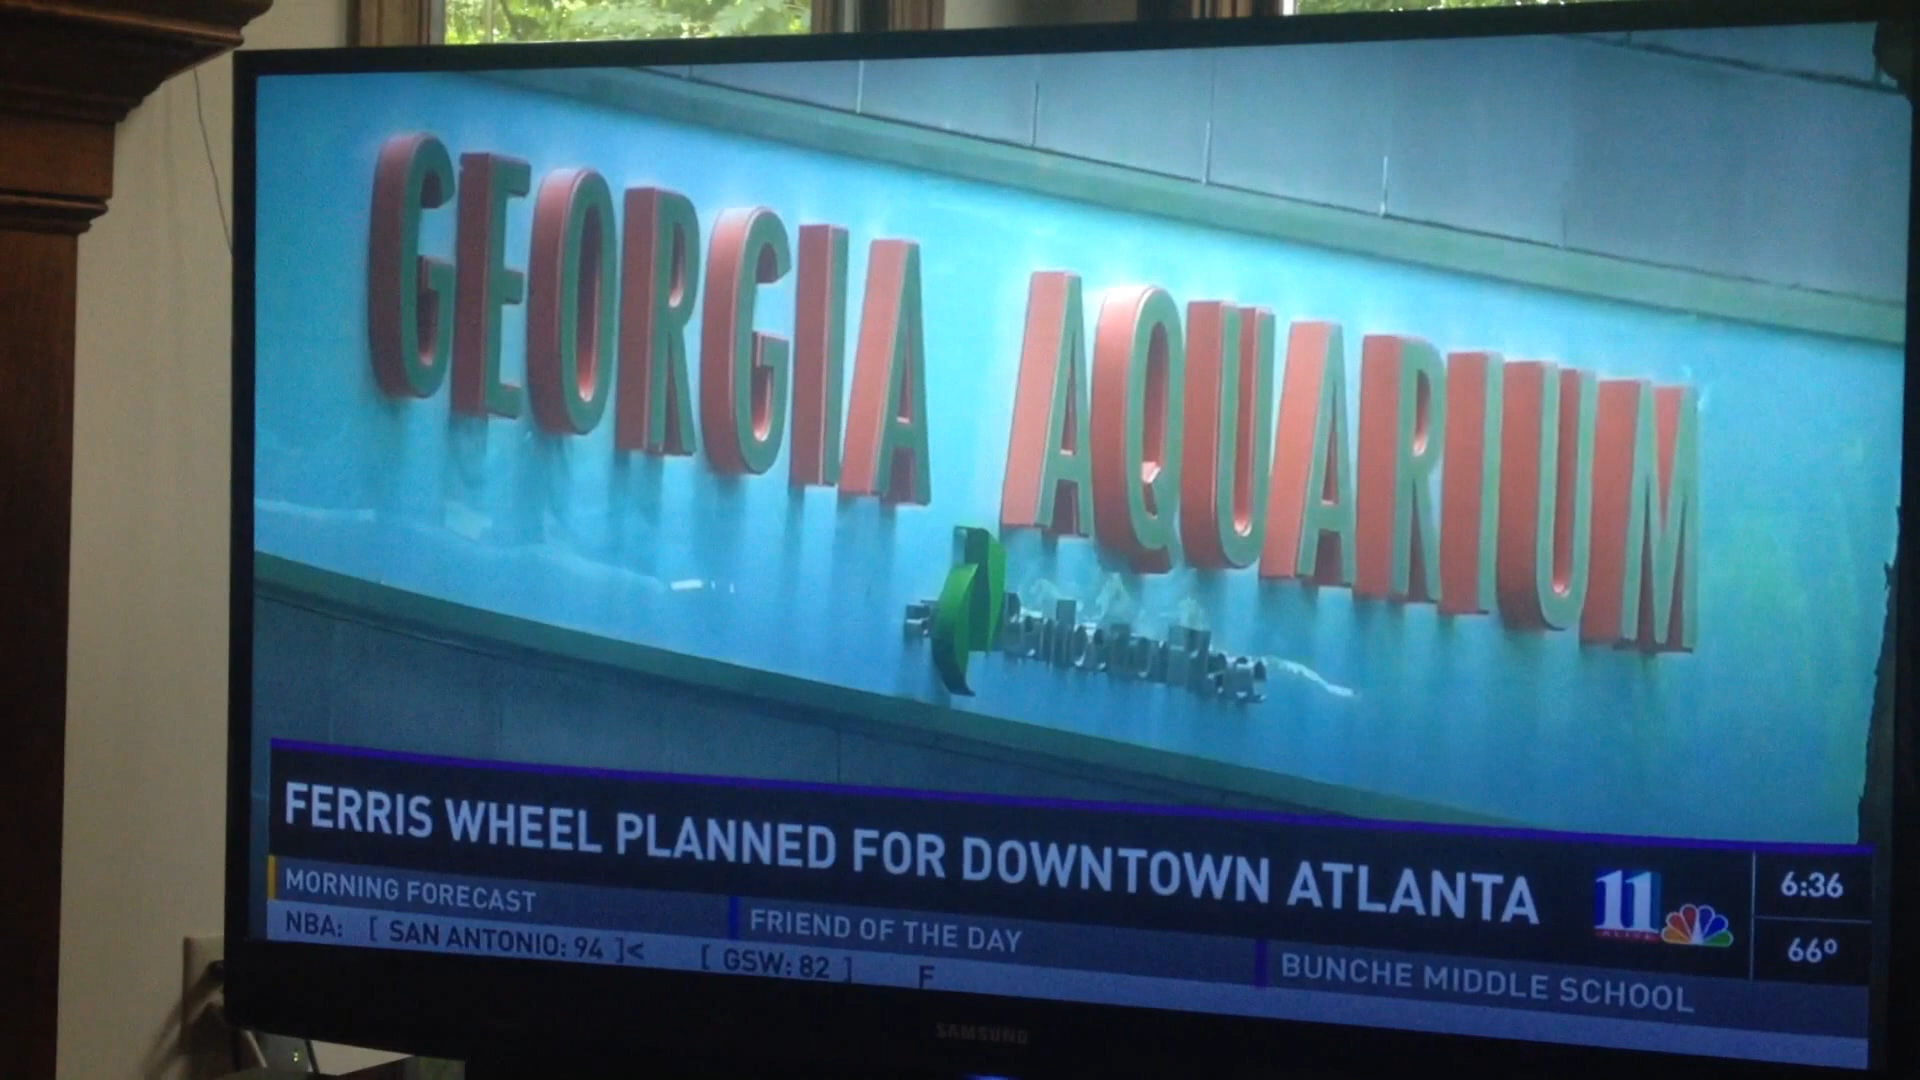 GEORGIA AQUARIUM
FERRIS WHEEL PLANNED FOR DOWNTOWN ATLANTA
11
ALIVE
6:36
66°
MORNING FORECAST
FRIEND OF THE DAY
BUNCHE MIDDLE SCHOOL
NBA: [ SAN ANTONIO: 94 ]< [ GSW: 82 ] F
SAMSUNG